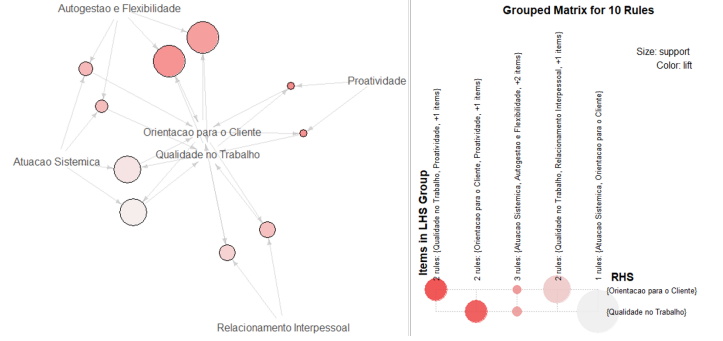 Autogestao e Flexibilidade
Proatividade
Orientacao para o Cliente
Qualidade no Trabalho
Atuacao Sistemica
Relacionamento Interpessoal
Grouped Matrix for 10 Rules
Size: support
Color: lift
Items in LHS Group
2 rules: {Qualidade no Trabalho, Proatividade, +1 items}
2 rules: {Orientacao para o Cliente, Proatividade, +1 items}
3 rules: {Atuacao Sistemica, Autogestao e Flexibilidade, +2 items}
2 rules: {Qualidade no Trabalho, Relacionamento Interpessoal, +1 items}
1 rules: {Atuacao Sistemica, Orientacao para o Cliente}
RHS
{Orientacao para o Cliente}
{Qualidade no Trabalho}